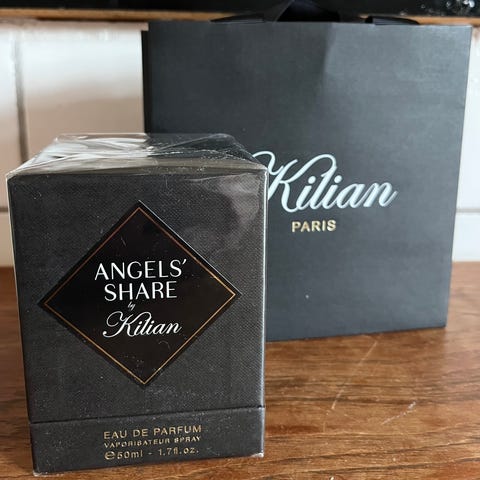 Kilian
PARIS
ANGELS’
SHARE
by
Kilian
EAU DE PARFUM
VAPORISATEUR SPRAY
℮50ml - 1.7fl.oz.